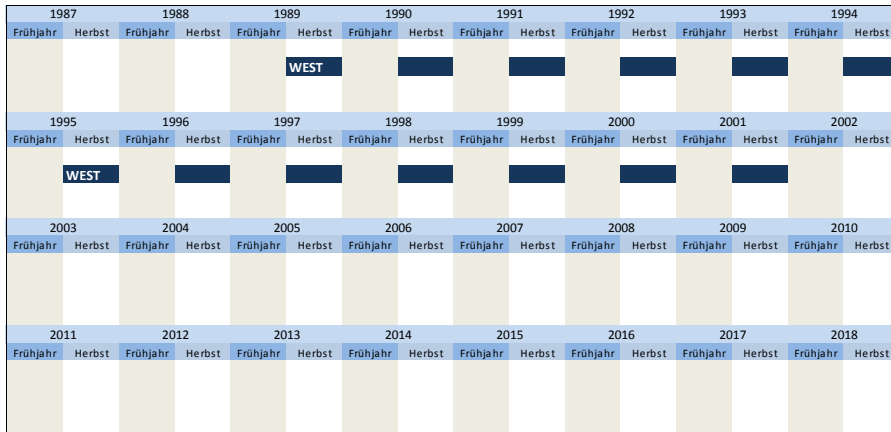 1987 1988 1989 1990 1991 1992 1993 1994
Frühjahr Herbst Frühjahr Herbst Frühjahr Herbst Frühjahr Herbst Frühjahr Herbst Frühjahr Herbst Frühjahr Herbst Frühjahr Herbst
WEST
1995 1996 1997 1998 1999 2000 2001 2002
Frühjahr Herbst Frühjahr Herbst Frühjahr Herbst Frühjahr Herbst Frühjahr Herbst Frühjahr Herbst Frühjahr Herbst Frühjahr Herbst
WEST
2003 2004 2005 2006 2007 2008 2009 2010
Frühjahr Herbst Frühjahr Herbst Frühjahr Herbst Frühjahr Herbst Frühjahr Herbst Frühjahr Herbst Frühjahr Herbst Frühjahr Herbst
2011 2012 2013 2014 2015 2016 2017 2018
Frühjahr Herbst Frühjahr Herbst Frühjahr Herbst Frühjahr Herbst Frühjahr Herbst Frühjahr Herbst Frühjahr Herbst Frühjahr Herbst